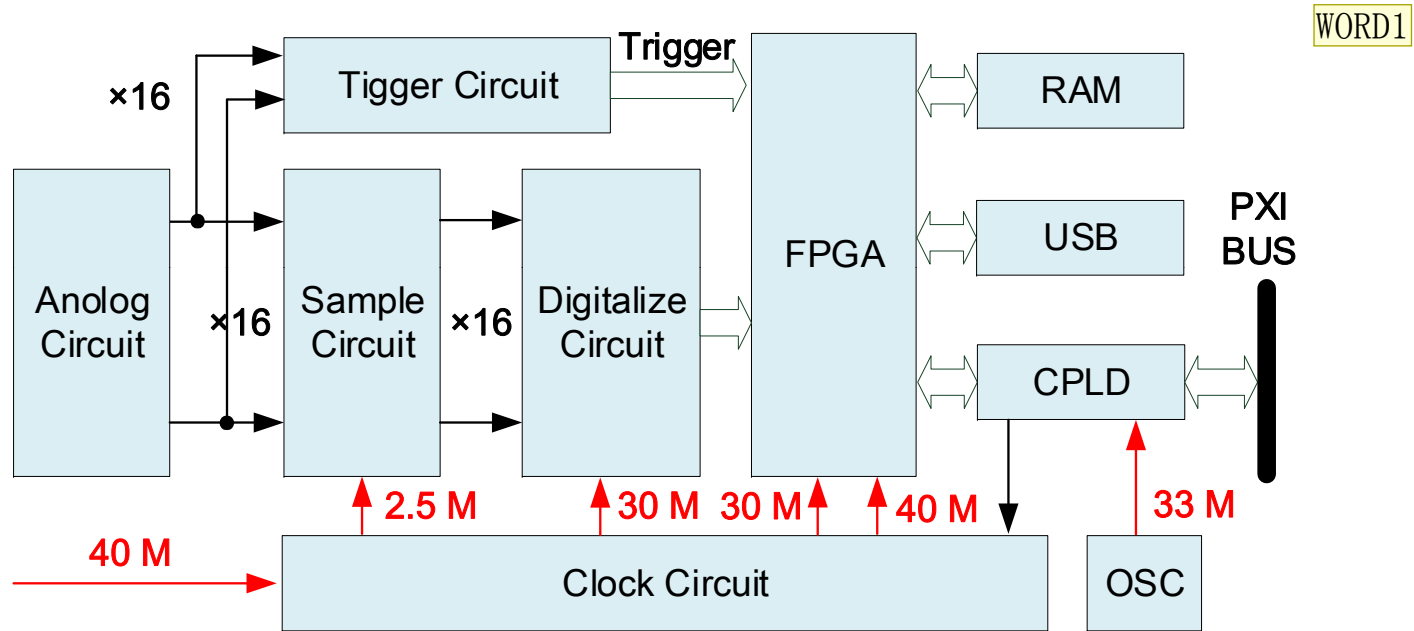 WORD1
Trigger
Tigger Circuit
×16
RAM
Anolog
Circuit
×16
Sample
Circuit
×16
Digitalize
Circuit
FPGA
USB
PXI
BUS
CPLD
2.5 M
30 M
30 M
40 M
33 M
40 M
Clock Circuit
OSC